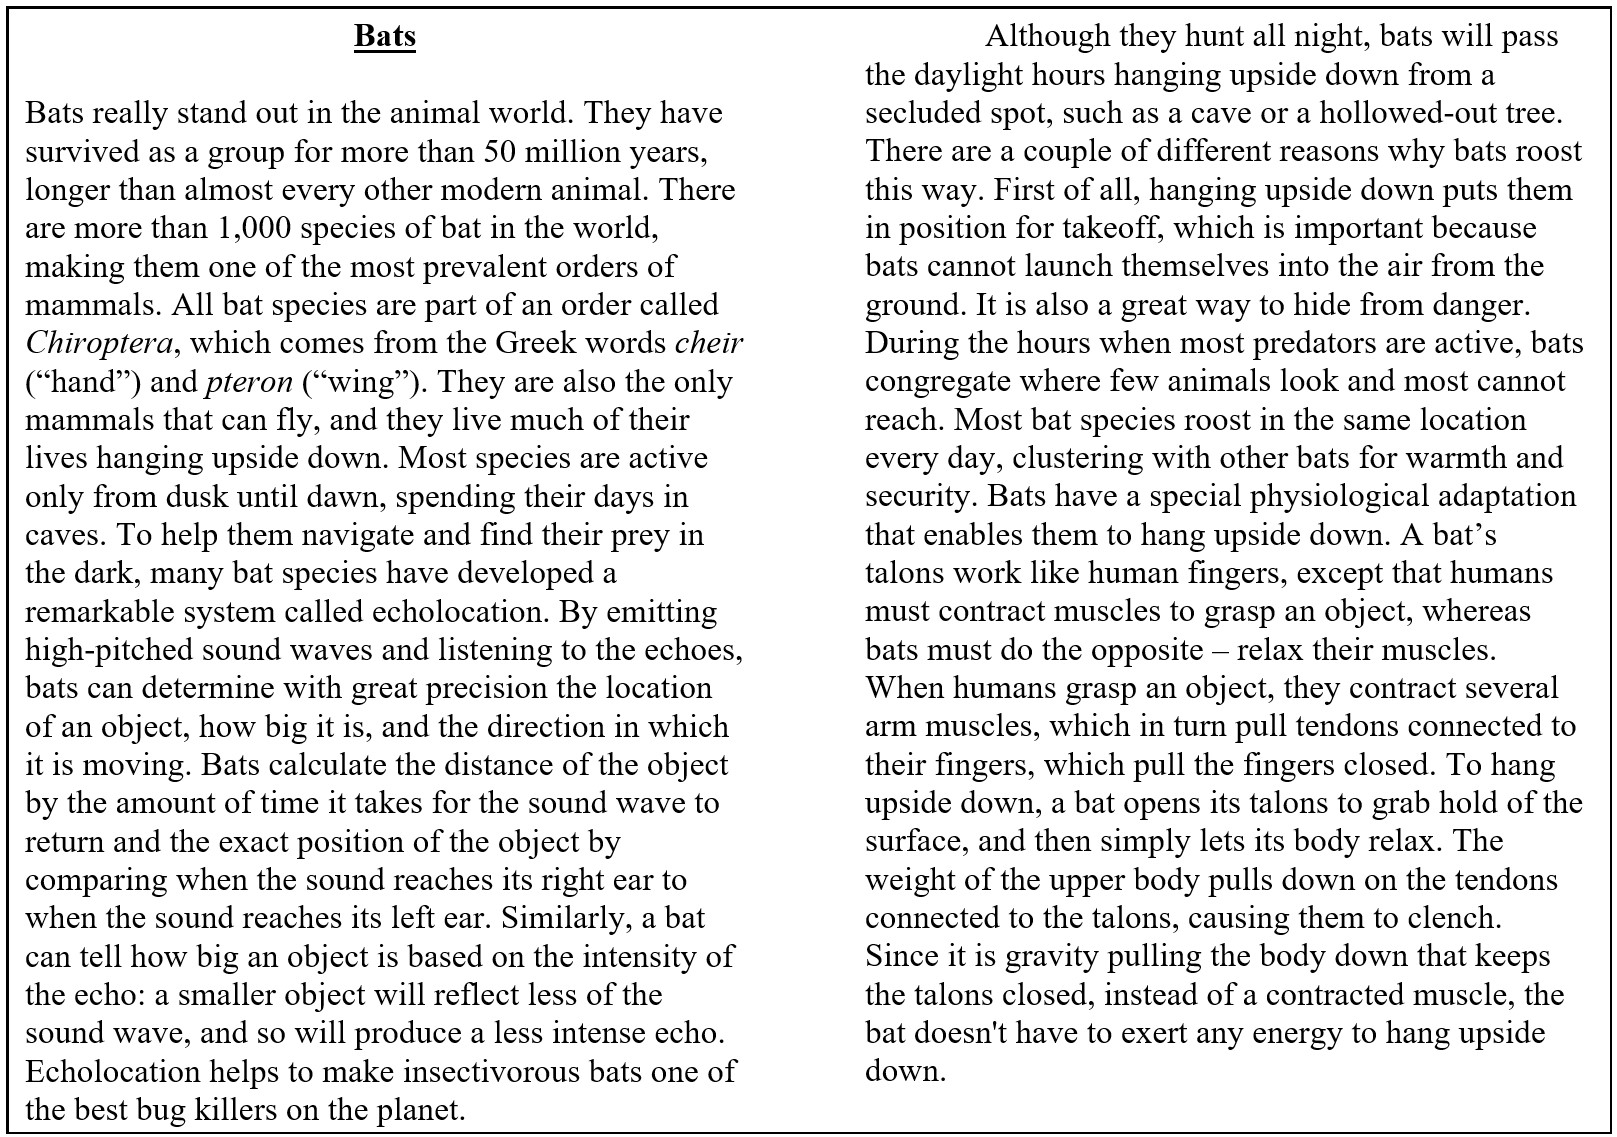 Bats
Bats really stand out in the animal world. They have
survived as a group for more than 50 million years,
longer than almost every other modern animal. There
are more than 1,000 species of bat in the world,
making them one of the most prevalent orders of
mammals. All bat species are part of an order called
Chiroptera, which comes from the Greek words cheir
(“hand”) and pteron (“wing”). They are also the only
mammals that can fly, and they live much of their
lives hanging upside down. Most species are active
only from dusk until dawn, spending their days in
caves. To help them navigate and find their prey in
the dark, many bat species have developed a
remarkable system called echolocation. By emitting
high-pitched sound waves and listening to the echoes,
bats can determine with great precision the location
of an object, how big it is, and the direction in which
it is moving. Bats calculate the distance of the object
by the amount of time it takes for the sound wave to
return and the exact position of the object by
comparing when the sound reaches its right ear to
when the sound reaches its left ear. Similarly, a bat
can tell how big an object is based on the intensity of
the echo: a smaller object will reflect less of the
sound wave, and so will produce a less intense echo.
Echolocation helps to make insectivorous bats one of
the best bug killers on the planet.
Although they hunt all night, bats will pass
the daylight hours hanging upside down from a
secluded spot, such as a cave or a hollowed-out tree.
There are a couple of different reasons why bats roost
this way. First of all, hanging upside down puts them
in position for takeoff, which is important because
bats cannot launch themselves into the air from the
ground. It is also a great way to hide from danger.
During the hours when most predators are active, bats
congregate where few animals look and most cannot
reach. Most bat species roost in the same location
every day, clustering with other bats for warmth and
security. Bats have a special physiological adaptation
that enables them to hang upside down. A bat’s
talons work like human fingers, except that humans
must contract muscles to grasp an object, whereas
bats must do the opposite – relax their muscles.
When humans grasp an object, they contract several
arm muscles, which in turn pull tendons connected to
their fingers, which pull the fingers closed. To hang
upside down, a bat opens its talons to grab hold of the
surface, and then simply lets its body relax. The
weight of the upper body pulls down on the tendons
connected to the talons, causing them to clench.
Since it is gravity pulling the body down that keeps
the talons closed, instead of a contracted muscle, the
bat doesn't have to exert any energy to hang upside
down.